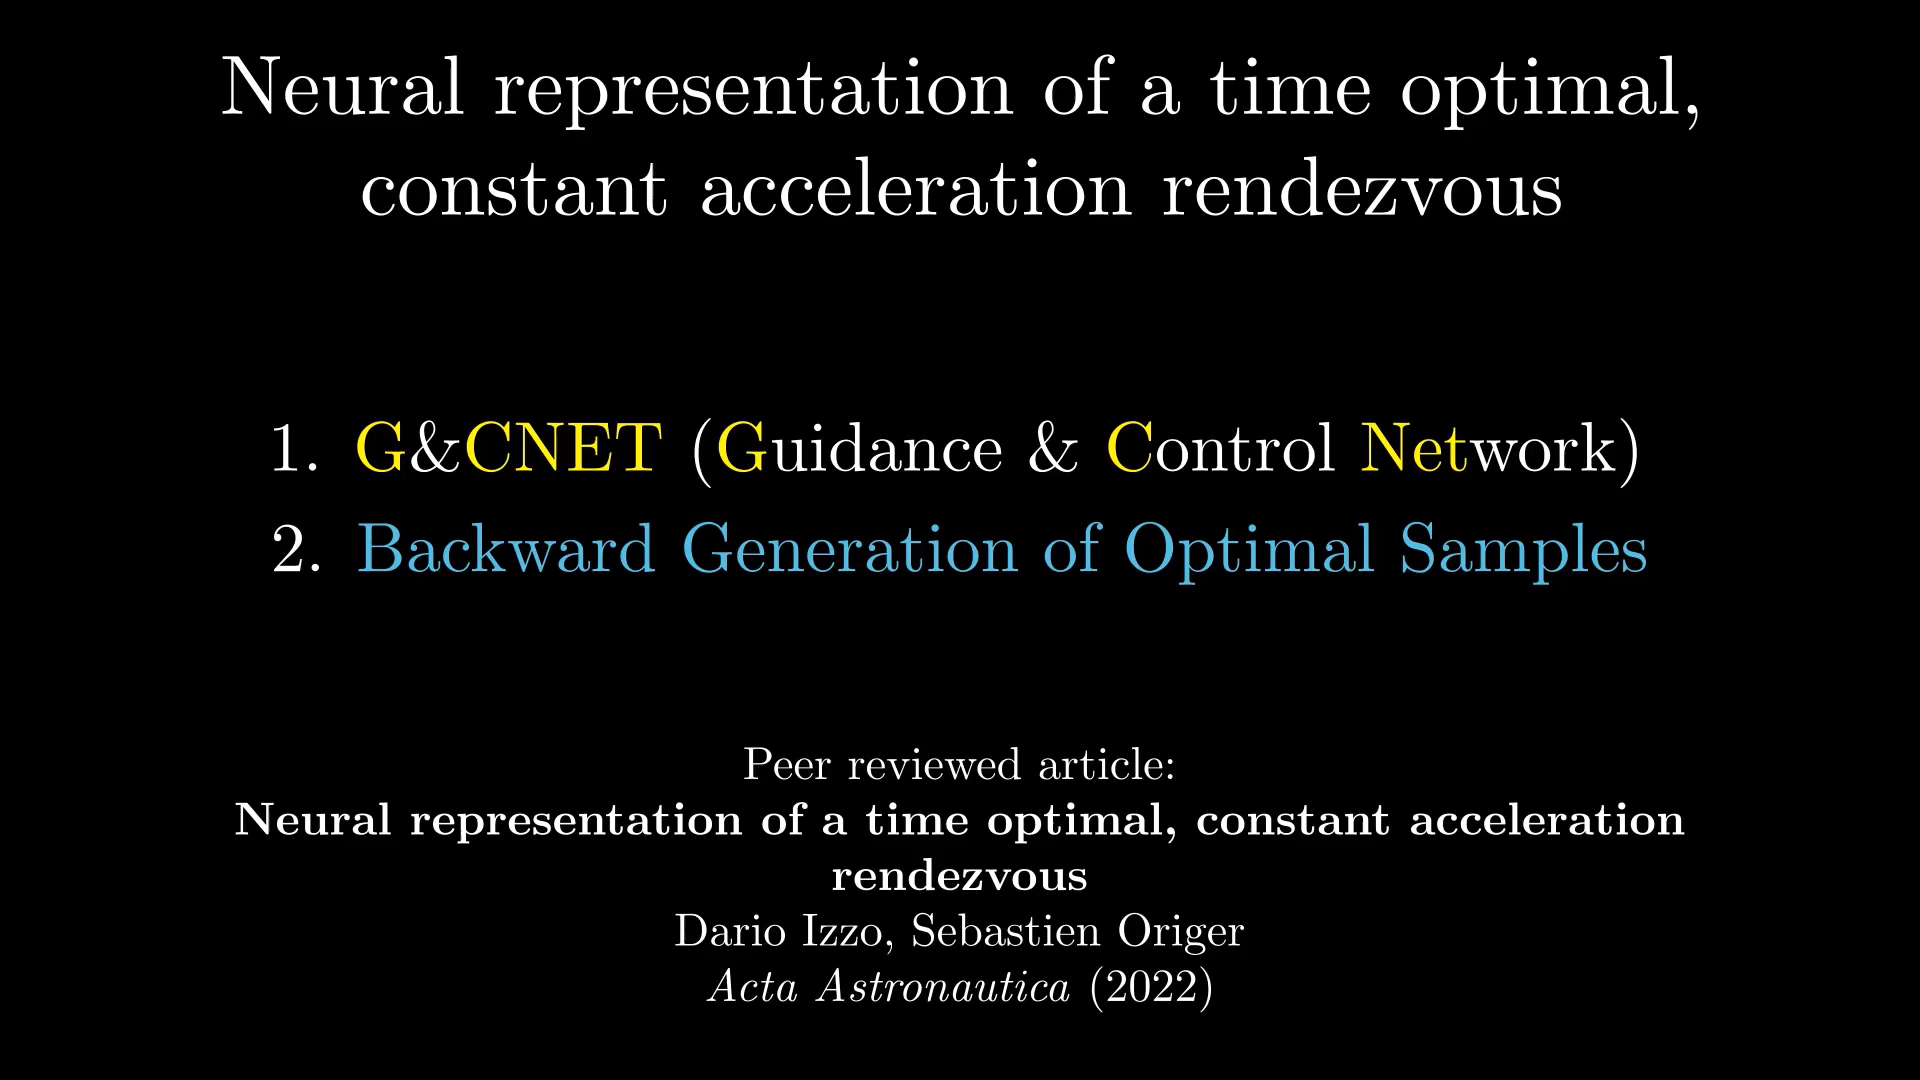 Neural representation of a time optimal,
constant acceleration rendezvous
1. G&CNET (Guidance & Control Network)
2. Backward Generation of Optimal Samples
Peer reviewed article:
Neural representation of a time optimal, constant acceleration
rendezvous
Dario Izzo, Sebastien Origer
Acta Astronautica (2022)